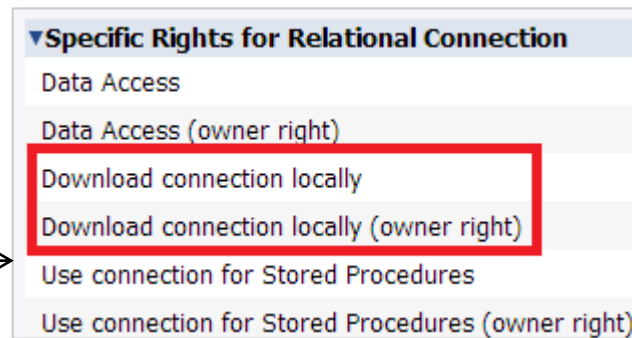 ▼Specific Rights for Relational Connection
Data Access
Data Access (owner right)
Download connection locally
Download connection locally (owner right)
Use connection for Stored Procedures
Use connection for Stored Procedures (owner right)